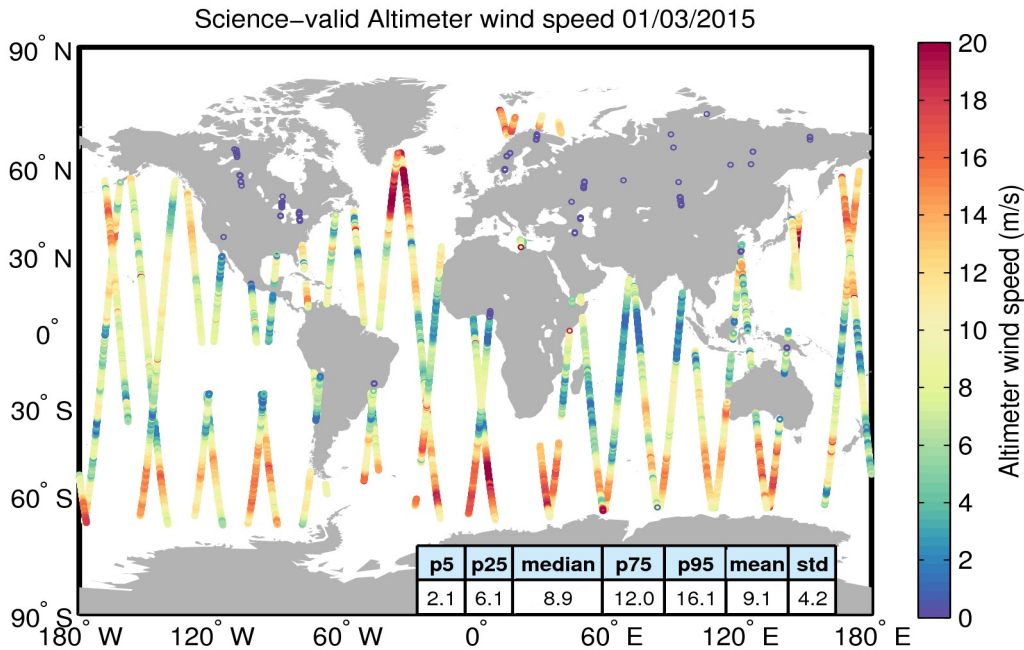 Science−valid Altimeter wind speed 01/03/2015
90° N
60° N
30° N
0°
30° S
60° S
90° S
180° W
120° W
60° W
0°
60° E
120° E
180° E
p5 p25 median p75 p95 mean std
2.1 6.1 8.9 12.0 16.1 9.1 4.2
20
18
16
14
12
10
8
6
4
2
0
Altimeter wind speed (m/s)